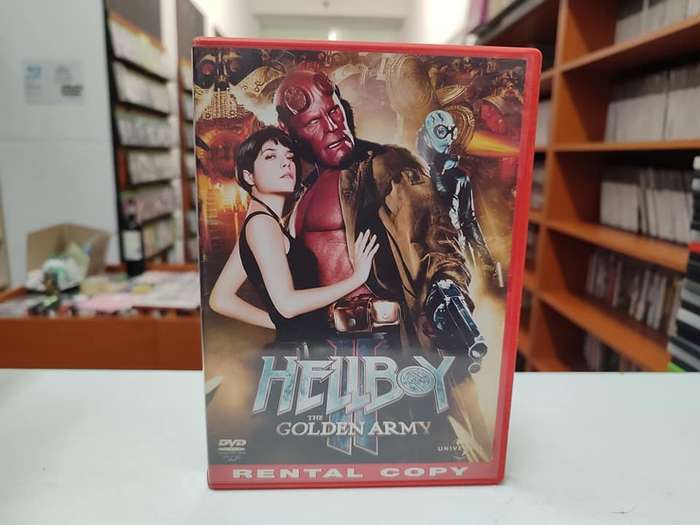 HELLBOY
II
THE
GOLDEN ARMY
DVD
RENTAL COPY